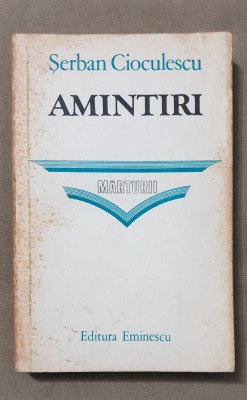 Șerban Cioculescu
AMINTIRI
MĂRTURII
Editura Eminescu